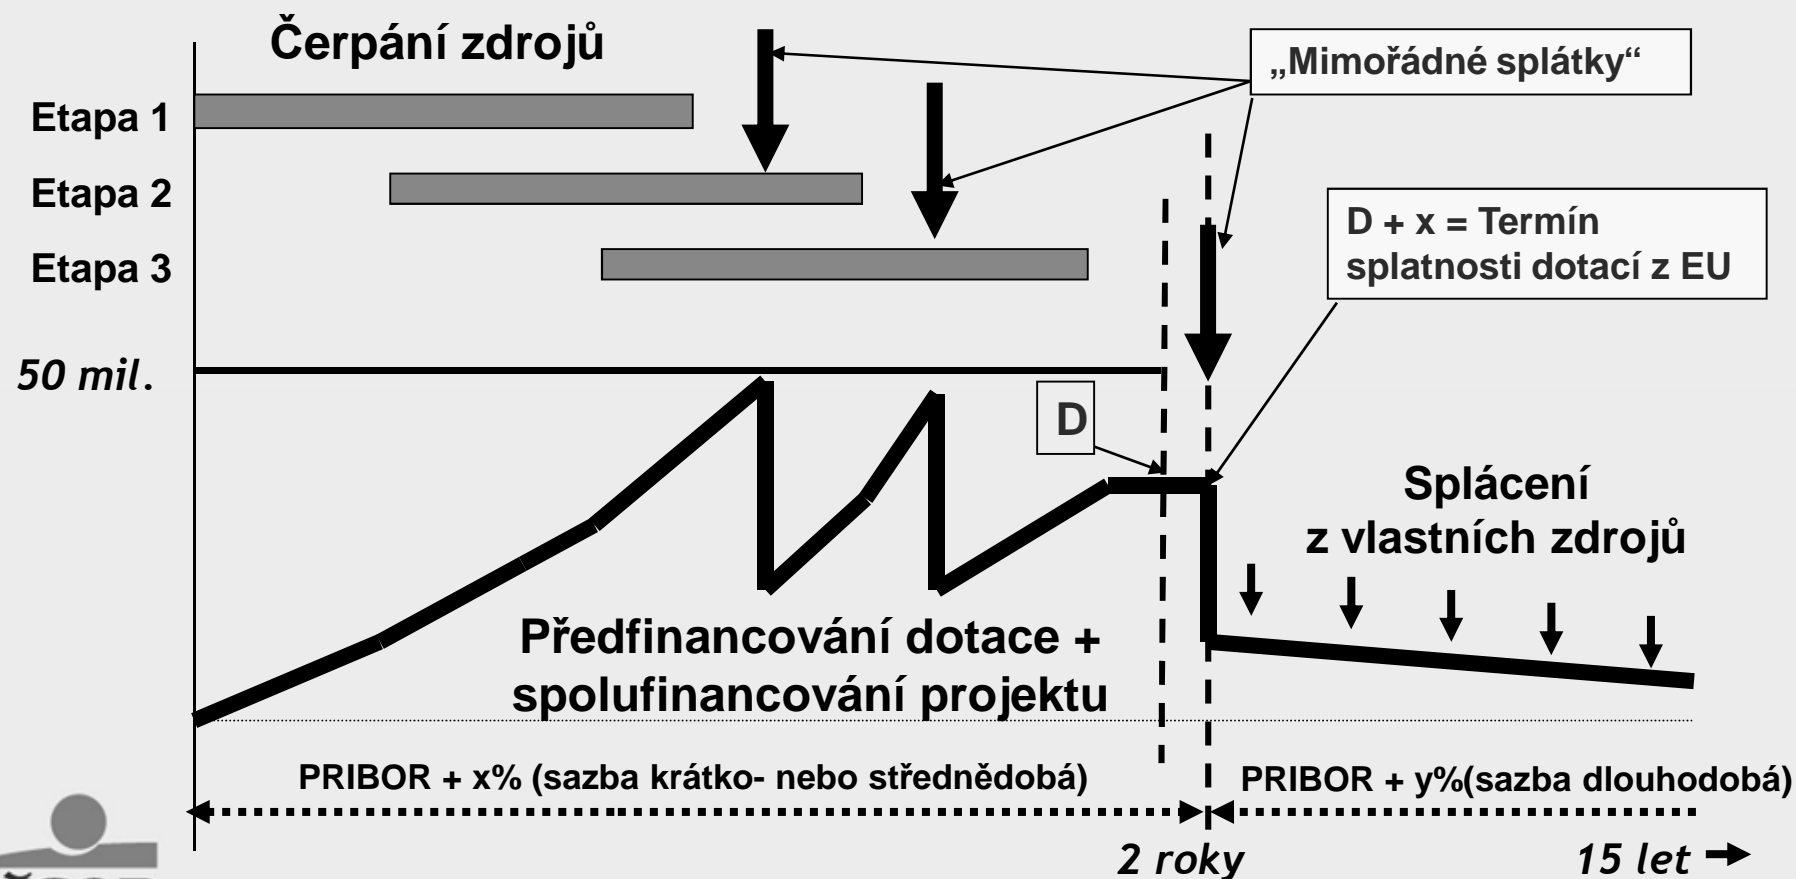 Čerpání zdrojů
„Mimořádné splátky“
Etapa 1
Etapa 2
Etapa 3
D + x = Termín
splatnosti dotací z EU
50 mil.
D
Splácení
z vlastních zdrojů
Předfinancování dotace +
spolufinancování projektu
PRIBOR + x% (sazba krátko- nebo střednědobá)
PRIBOR + y%(sazba dlouhodobá)
2 roky
15 let